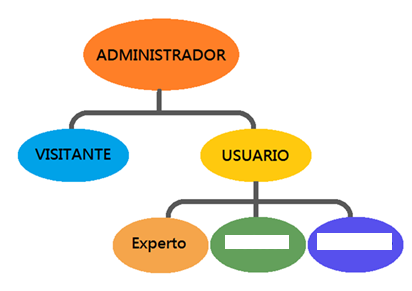 ADMINISTRADOR
VISITANTE
USUARIO
Experto